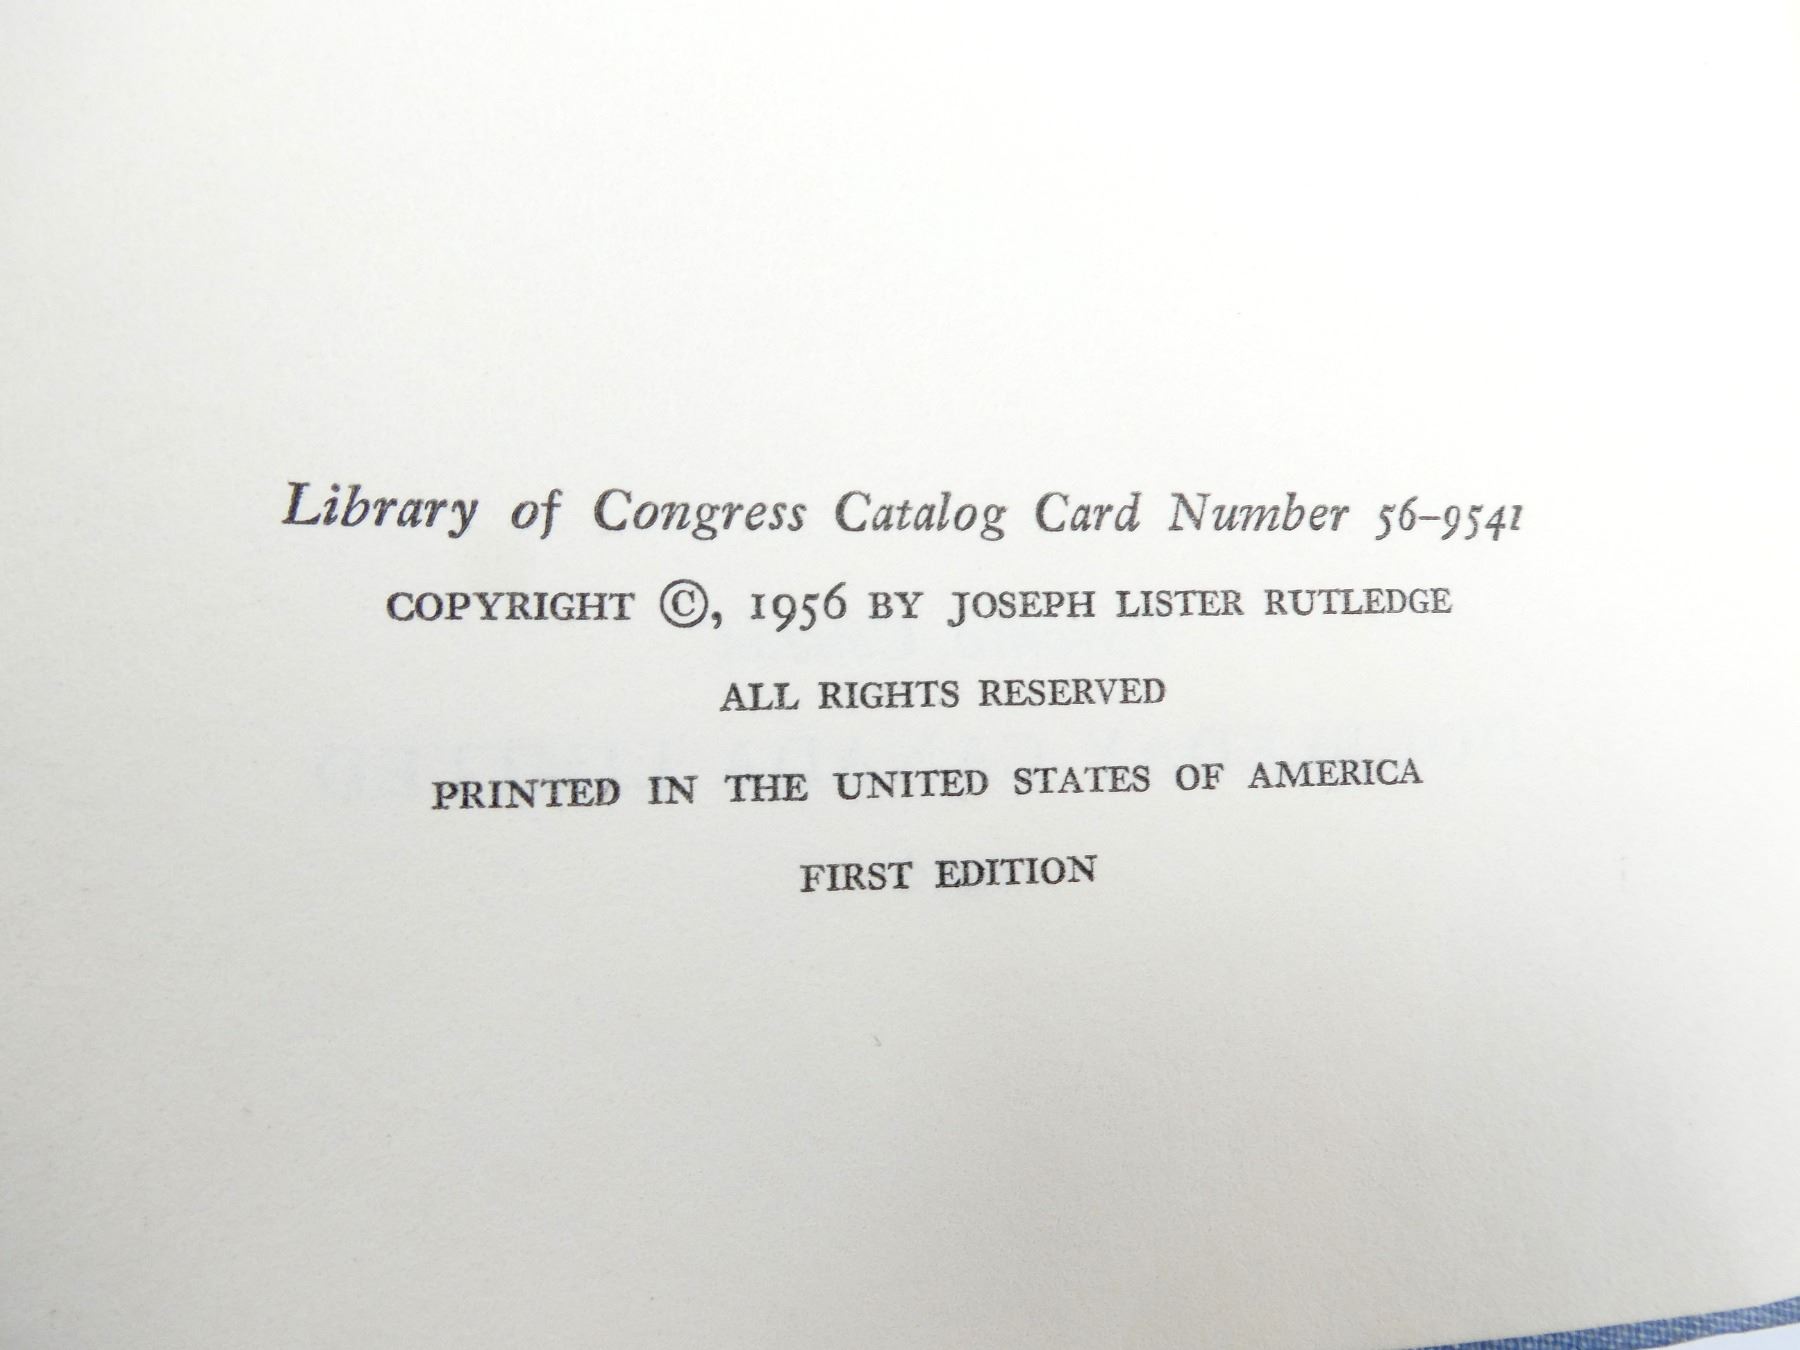 Library of Congress Catalog Card Number 56–9541
COPYRIGHT ©, 1956 BY JOSEPH LISTER RUTLEDGE
ALL RIGHTS RESERVED
PRINTED IN THE UNITED STATES OF AMERICA
FIRST EDITION